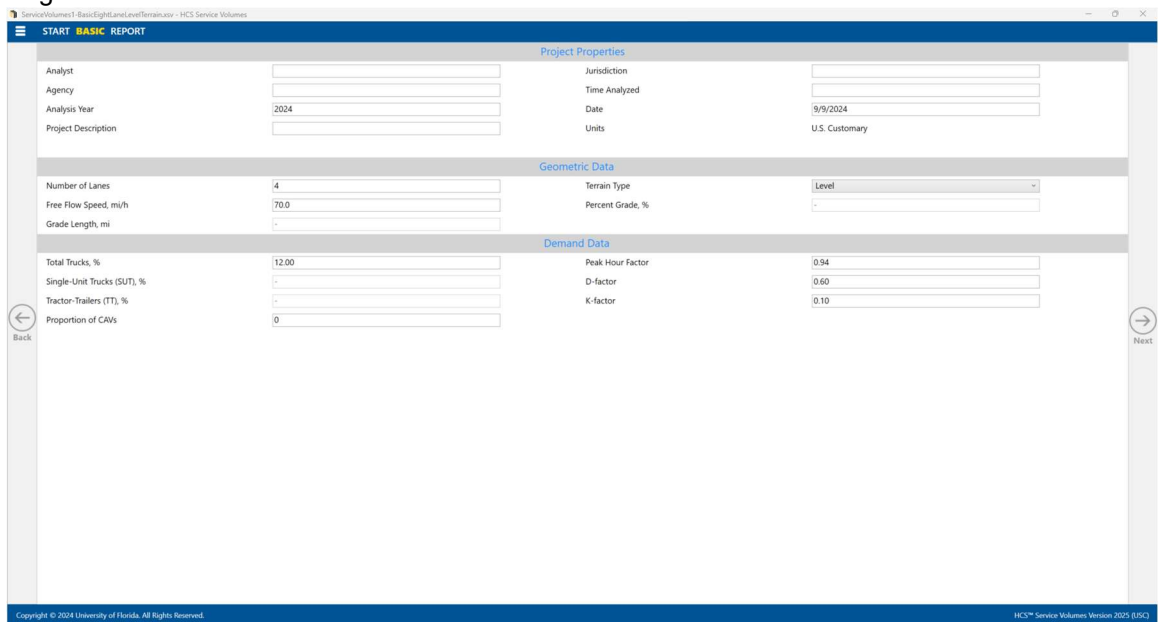 ServiceVolumes1-BasicEightLaneLevelTerrain.xsv - HCS Service Volumes
START BASIC REPORT
Project Properties
Analyst Jurisdiction
Agency Time Analyzed
Analysis Year 2024 Date 9/9/2024
Project Description Units U.S. Customary
Geometric Data
Number of Lanes 4 Terrain Type Level
Free Flow Speed, mi/h 70.0 Percent Grade, % -
Grade Length, mi -
Demand Data
Total Trucks, % 12.00 Peak Hour Factor 0.94
Single-Unit Trucks (SUT), % - D-factor 0.60
Tractor-Trailers (TT), % - K-factor 0.10
Proportion of CAVs 0
Back
Next
Copyright © 2024 University of Florida. All Rights Reserved. HCS™ Service Volumes Version 2025 (USC)